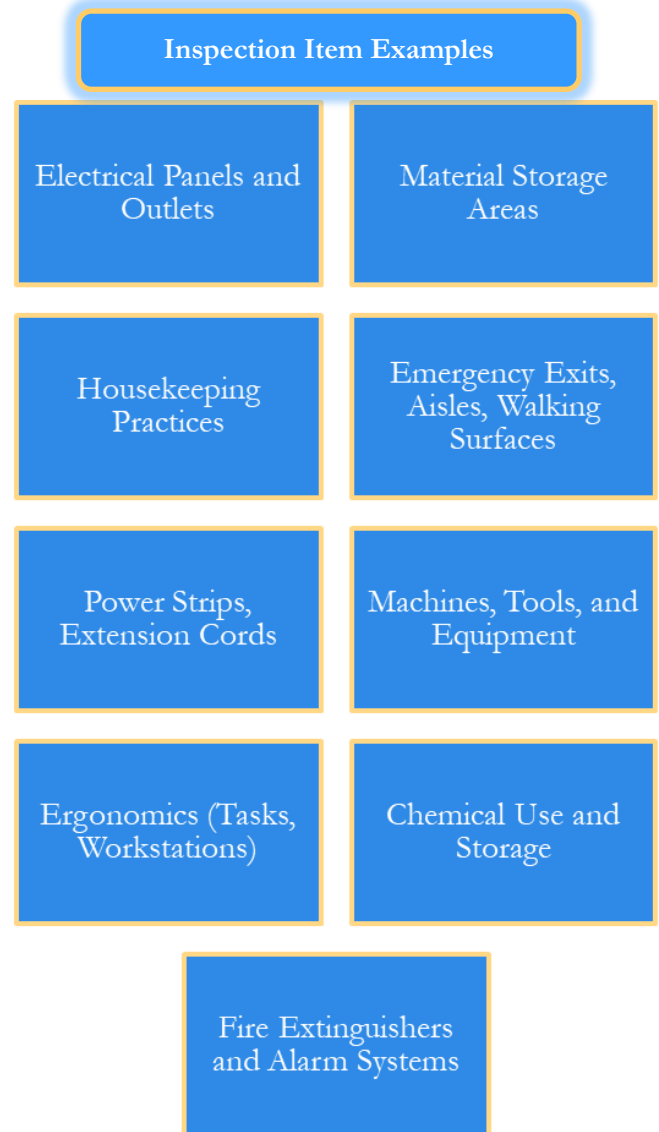 Inspection Item Examples
Electrical Panels and
Outlets
Material Storage
Areas
Housekeeping
Practices
Emergency Exits,
Aisles, Walking
Surfaces
Power Strips,
Extension Cords
Machines, Tools, and
Equipment
Ergonomics (Tasks,
Workstations)
Chemical Use and
Storage
Fire Extinguishers
and Alarm Systems